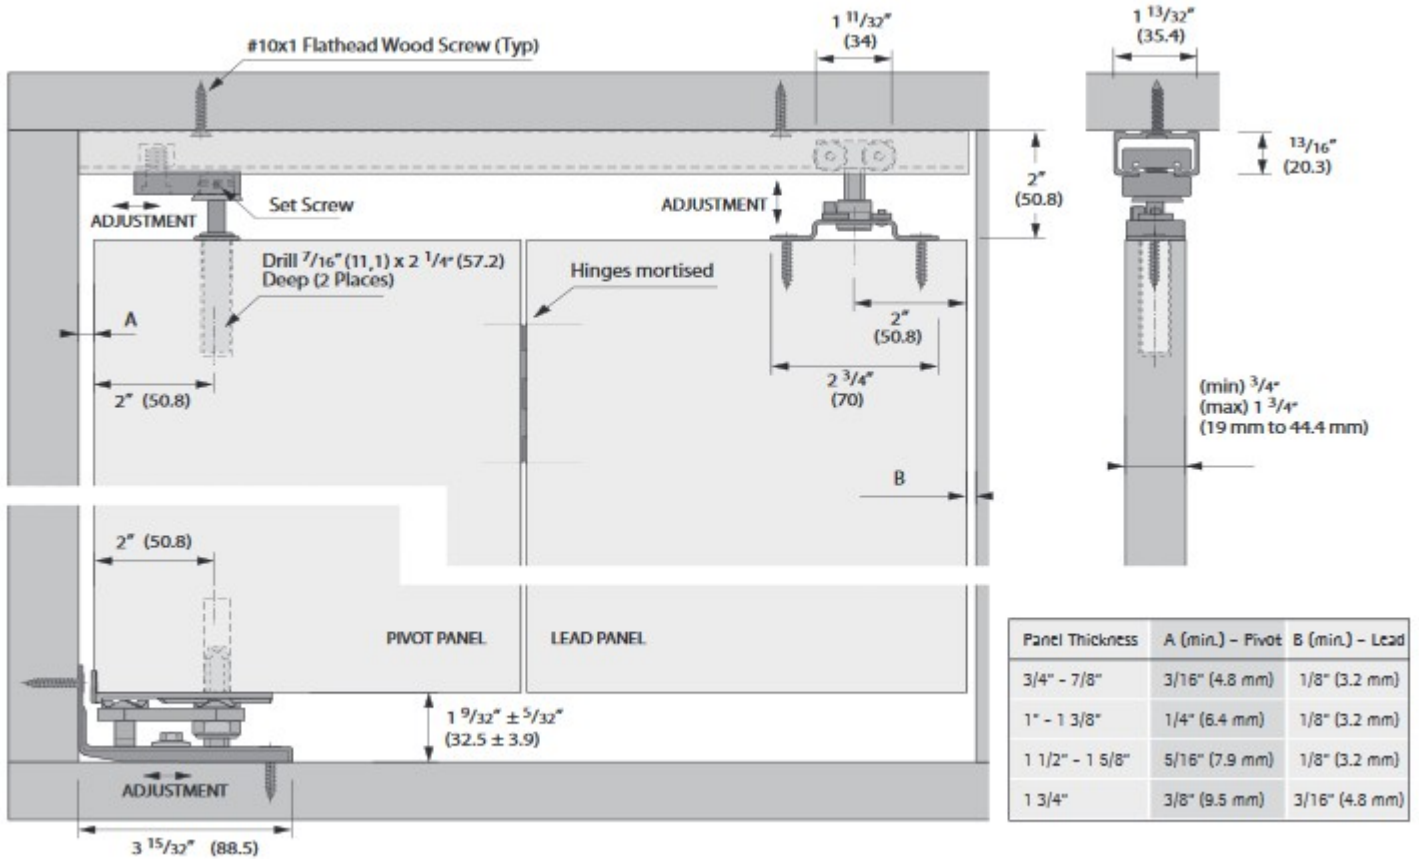 #10x1 Flathead Wood Screw (Typ)
1 11/32"
(34)
1 13/32"
(35.4)
13/16"
(20.3)
2"
(50.8)
ADJUSTMENT
Set Screw
ADJUSTMENT
Drill 7/16" (11,1) x 2 1/4" (57.2)
Deep (2 Places)
Hinges mortised
A
2"
(50.8)
2" (50.8)
2 3/4"
(70)
(min) 3/4"
(max) 1 3/4"
(19 mm to 44.4 mm)
B
2" (50.8)
PIVOT PANEL
LEAD PANEL
1 9/32" ± 5/32"
(32.5 ± 3.9)
ADJUSTMENT
3 15/32" (88.5)
Panel Thickness A (min.) – Pivot B (min.) – Lead
3/4" - 7/8" 3/16" (4.8 mm) 1/8" (3.2 mm)
1" - 1 3/8" 1/4" (6.4 mm) 1/8" (3.2 mm)
1 1/2" - 1 5/8" 5/16" (7.9 mm) 1/8" (3.2 mm)
1 3/4" 3/8" (9.5 mm) 3/16" (4.8 mm)